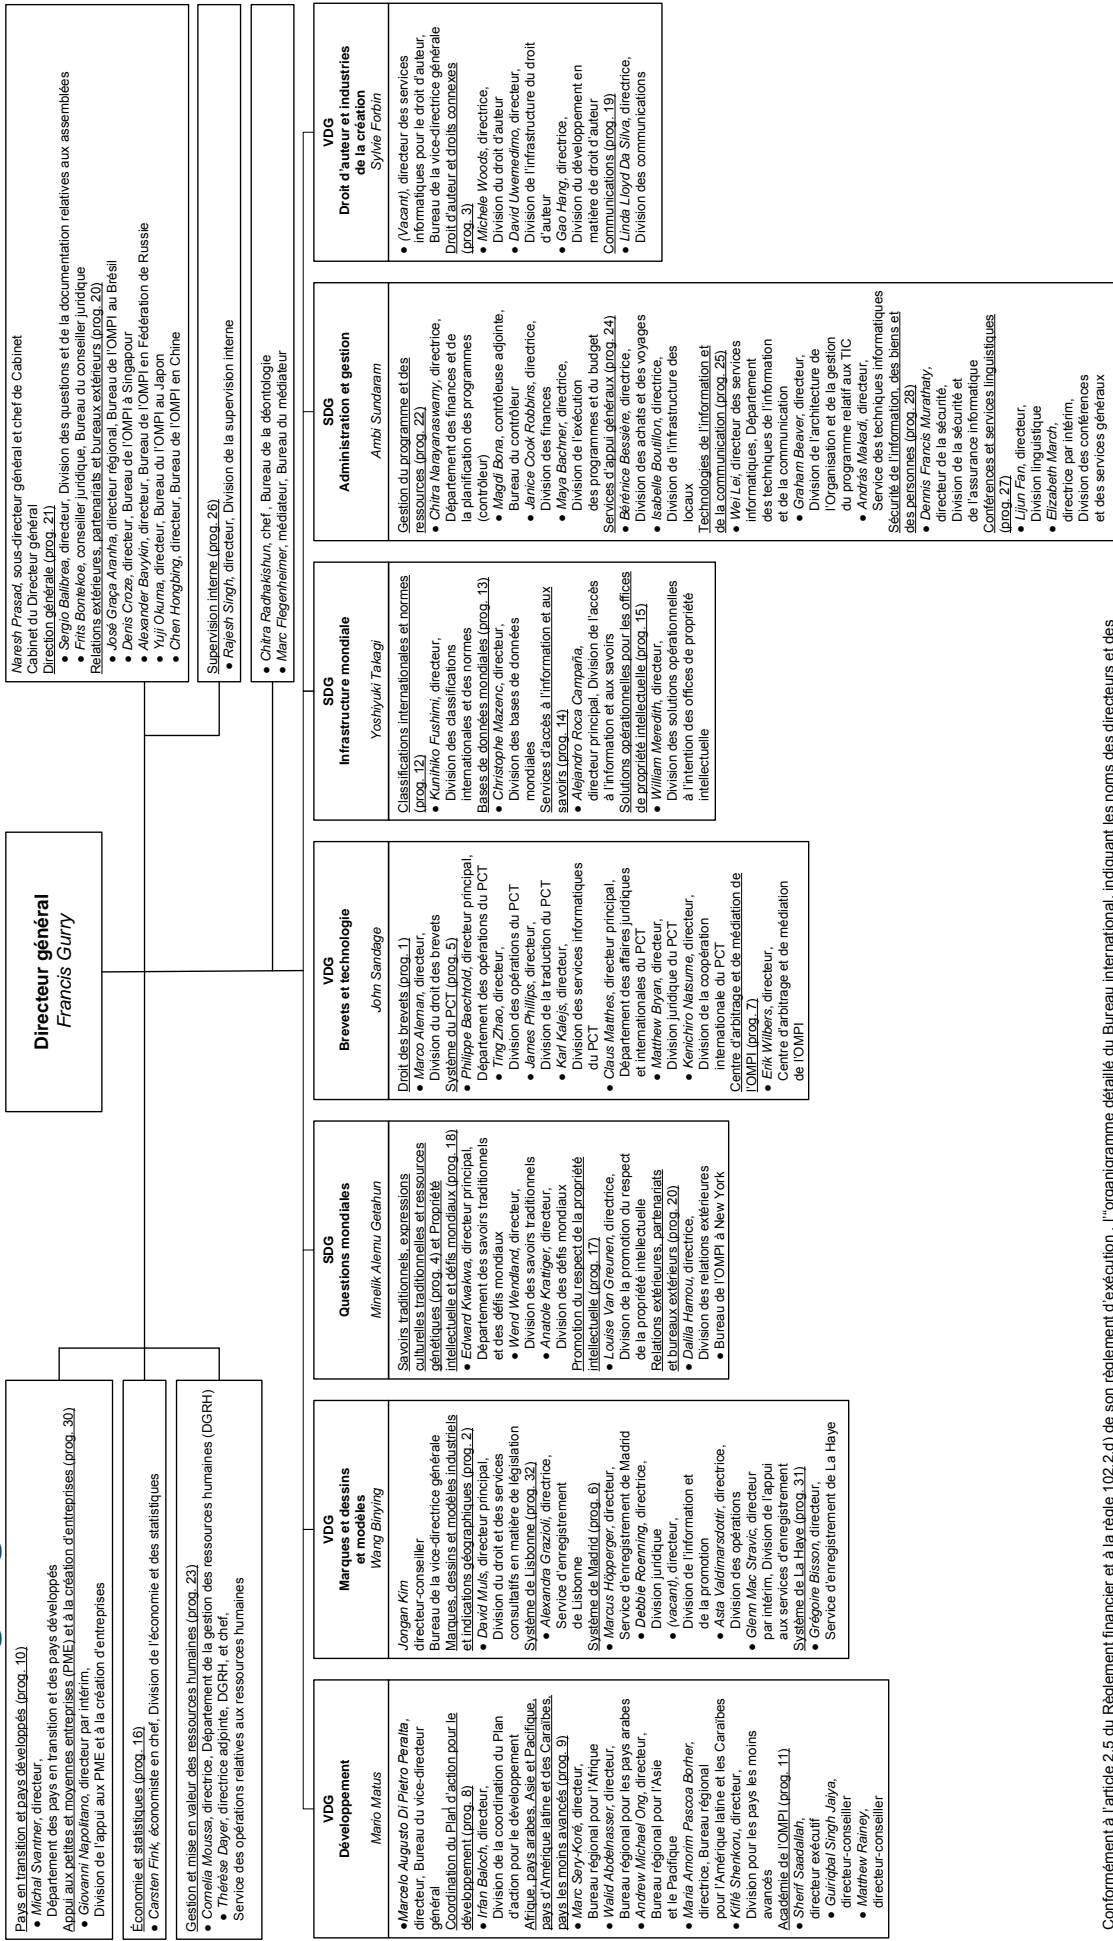 Directeur général
Francis Gurry
Pays en transition et pays développés (prog. 10)
● Michal Svantner, directeur,
Département des pays en transition et des pays développés
Appui aux petites et moyennes entreprises (PME) et à la création d'entreprises (prog. 30)
● Giovanni Napolitano, directeur par intérim,
Division de l'appui aux PME et à la création d'entreprises
Économie et statistiques (prog. 16)
● Carsten Fink, économiste en chef, Division de l'économie et des statistiques
Gestion et mise en valeur des ressources humaines (prog. 23)
● Cornelia Moussa, directrice, Département de la gestion des ressources humaines (DGRH)
● Thérèse Dayer, directrice adjointe, DGRH, et chef,
Service des opérations relatives aux ressources humaines
Naresh Prasad, sous-directeur général et chef de Cabinet
Cabinet du Directeur général
Direction générale (prog. 21)
● Sergio Balibrea, directeur, Division des questions et de la documentation relatives aux assemblées
● Frits Bontekoe, conseiller juridique, Bureau du conseiller juridique
Relations extérieures, partenariats et bureaux extérieurs (prog. 20)
● José Graça Aranha, directeur régional, Bureau de l'OMPI au Brésil
● Denis Croze, directeur, Bureau de l'OMPI à Singapour
● Alexander Bavykin, directeur, Bureau de l'OMPI en Fédération de Russie
● Yuji Okuma, directeur, Bureau du l'OMPI au Japon
● Chen Hongbing, directeur, Bureau de l'OMPI en Chine
Supervision interne (prog. 26)
● Rajesh Singh, directeur, Division de la supervision interne
● Chitra Radhakishun, chef , Bureau de la déontologie
● Marc Flegenheimer, médiateur, Bureau du médiateur
VDG
Développement
Mario Matus
●Marcelo Augusto Di Pietro Peralta,
directeur, Bureau du vice-directeur
général
Coordination du Plan d'action pour le
développement (prog. 8)
● Irfan Baloch, directeur,
Division de la coordination du Plan
d'action pour le développement
Afrique, pays arabes, Asie et Pacifique,
pays d'Amérique latine et des Caraïbes,
pays les moins avancés (prog. 9)
● Marc Sery-Koré, directeur,
Bureau régional pour l'Afrique
● Walid Abdelnasser, directeur,
Bureau régional pour les pays arabes
● Andrew Michael Ong, directeur,
Bureau régional pour l'Asie
et le Pacifique
● Maria Amorim Pascoa Borher,
directrice, Bureau régional
pour l'Amérique latine et les Caraïbes
● Kiflé Shenkoru, directeur,
Division pour les pays les moins
avancés
Académie de l'OMPI (prog. 11)
● Sherif Saadallah,
directeur exécutif
● Gurriqbal Singh Jaiya,
directeur-conseiller
● Matthew Rainey,
directeur-conseiller
VDG
Marques et dessins
et modèles
Wang Binying
Jongan Kim
directeur-conseiller
Bureau de la vice-directrice générale
Marques, dessins et modèles industriels
et indications géographiques (prog. 2)
● David Muls, directeur principal,
Division du droit et des services
consultatifs en matière de législation
Système de Lisbonne (prog. 32)
● Alexandra Grazioli, directrice,
Service d'enregistrement
de Lisbonne
Système de Madrid (prog. 6)
● Marcus Höpperger, directeur,
Service d'enregistrement de Madrid
● Debbie Roenning, directrice,
Division juridique
● (vacant), directeur,
Division de l'information et
de la promotion
● Asta Valdimarsdottir, directrice,
Division des opérations
● Glenn Mac Stravic, directeur
par intérim, Division de l'appui
aux services d'enregistrement
Système de La Haye (prog. 31)
● Grégoire Bisson, directeur,
Service d'enregistrement de La Haye
SDG
Questions mondiales
Minelik Alemu Getahun
Savoirs traditionnels, expressions
culturelles traditionnelles et ressources
génétiques (prog. 4) et Propriété
intellectuelle et défis mondiaux (prog. 18)
● Edward Kwakwa, directeur principal,
Département des savoirs traditionnels
et des défis mondiaux
● Wend Wendland, directeur,
Division des savoirs traditionnels
● Anatole Krattiger, directeur,
Division des défis mondiaux
Promotion du respect de la propriété
intellectuelle (prog. 17)
● Louise Van Greunen, directrice,
Division de la promotion du respect
de la propriété intellectuelle
Relations extérieures, partenariats
et bureaux extérieurs (prog. 20)
● Dalila Hamou, directrice,
Division des relations extérieures
● Bureau de l'OMPI à New York
VDG
Brevets et technologie
John Sandage
Droit des brevets (prog. 1)
● Marco Aleman, directeur,
Division du droit des brevets
Système du PCT (prog. 5)
● Philippe Baechtold, directeur principal,
Département des opérations du PCT
● Ting Zhao, directeur,
Division des opérations du PCT
● James Phillips, directeur,
Division de la traduction du PCT
● Karl Kalejs, directeur,
Division des services informatiques
du PCT
● Claus Matthes, directeur principal,
Département des affaires juridiques
et internationales du PCT
● Matthew Bryan, directeur,
Division juridique du PCT
● Kenichiro Natsume, directeur,
Division de la coopération
internationale du PCT
Centre d'arbitrage et de médiation de
l'OMPI (prog. 7)
● Erik Wilbers, directeur,
Centre d'arbitrage et de médiation
de l'OMPI
SDG
Infrastructure mondiale
Yoshiyuki Takagi
Classifications internationales et normes
(prog. 12)
● Kunihiko Fushimi, directeur,
Division des classifications
internationales et des normes
Bases de données mondiales (prog. 13)
● Christophe Mazenc, directeur,
Division des bases de données
mondiales
Services d'accès à l'information et aux
savoirs (prog. 14)
● Alejandro Roca Campaña,
directeur principal, Division de l'accès
à l'information et aux savoirs
Solutions opérationnelles pour les offices
de propriété intellectuelle (prog. 15)
● William Meredith, directeur,
Division des solutions opérationnelles
à l'intention des offices de propriété
intellectuelle
SDG
Administration et gestion
Ambi Sundaram
Gestion du programme et des
ressources (prog. 22)
● Chitra Narayanaswamy, directrice,
Département des finances et de
la planification des programmes
(contrôleur)
● Magdi Bona, contrôleuse adjointe,
Bureau du contrôleur
● Janice Cook Robbins, directrice,
Division des finances
● Maya Bachner, directrice,
Division de l'exécution
des programmes et du budget
Services d'appui généraux (prog. 24)
● Bérénice Bessière, directrice,
Division des achats et des voyages
● Isabelle Boutillon, directrice,
Division de l'infrastructure des
locaux
Technologies de l'information et
de la communication (prog. 25)
● Wei Lei, directeur des services
informatiques, Département
des techniques de l'information
et de la communication
● Graham Beaver, directeur,
Division de l'architecture de
l'Organisation et de la gestion
du programme relatif aux TIC
● András Makadi, directeur,
Service des techniques informatiques
Sécurité de l'information, des biens et
des personnes (prog. 28)
● Dennis Francis Murathaty,
directeur de la sécurité,
Division de la sécurité et
de l'assurance informatique
Conférences et services linguistiques
(prog. 27)
● Lijun Fan, directeur,
Division linguistique
● Elizabeth March,
directrice par intérim,
Division des conférences
et des services généraux
VDG
Droit d'auteur et industries
de la création
Sylvie Forbin
● (Vacant), directeur des services
informatiques pour le droit d'auteur,
Bureau de la vice-directrice générale
Droit d'auteur et droits connexes
(prog. 3)
● Michele Woods, directrice,
Division du droit d'auteur
● David Uwemedimo, directeur,
Division de l'infrastructure du droit
d'auteur
● Gao Hang, directrice,
Division du développement en
matière de droit d'auteur
Communications (prog. 19)
● Linda Lloyd Da Silva, directrice,
Division des communications
Conformément à l'article 2.5 du Règlement financier et à la règle 102.2.d) de son règlement d'exécution , l'"organigramme détaillé du Bureau international, indiquant les noms des directeurs et des